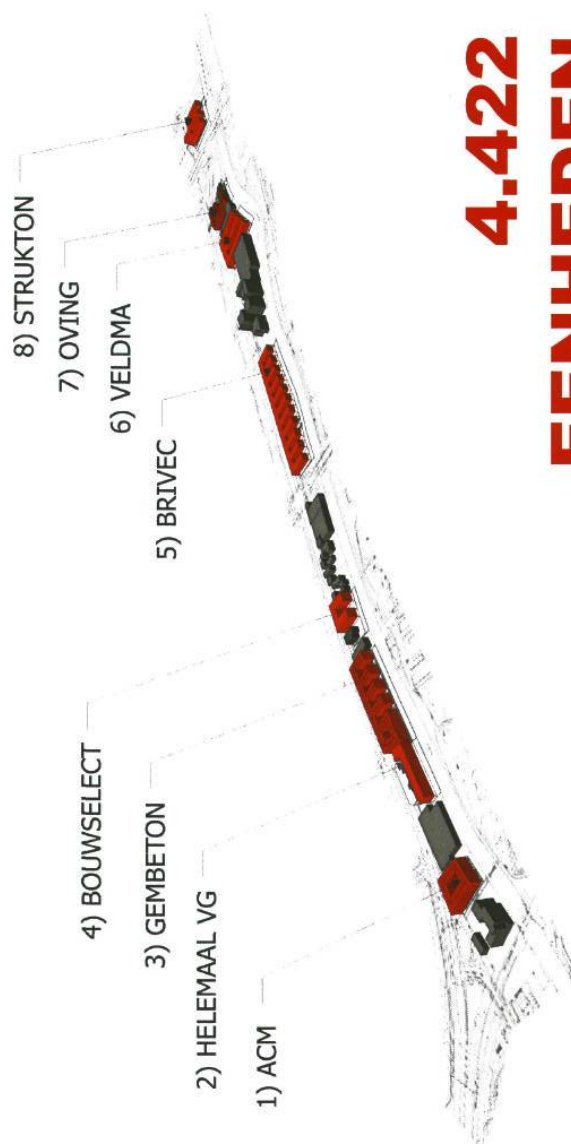 1) ACM
2) HELEMAAL VG
3) GEMBETON
4) BOUWSELECT
5) BRIVEC
6) VELDMA
7) OVING
8) STRUKTON
4.422
EENHEDEN